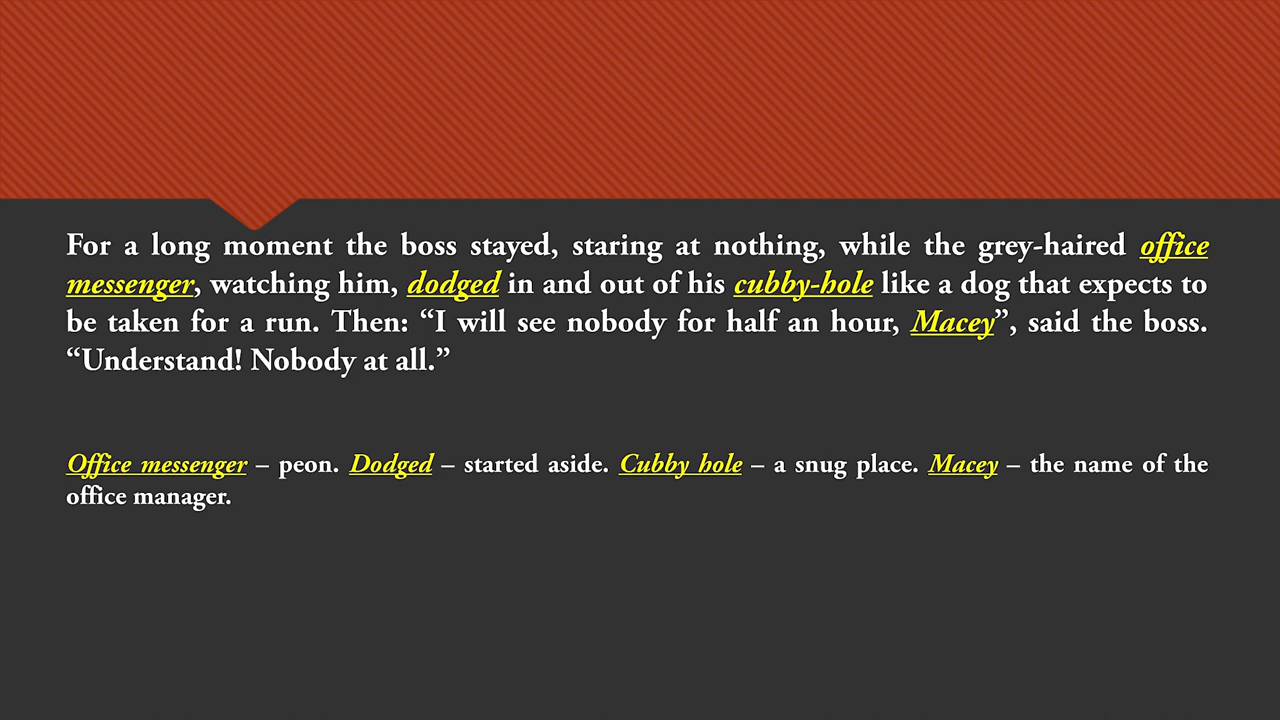 For a long moment the boss stayed, staring at nothing, while the grey-haired office
messenger, watching him, dodged in and out of his cubby-hole like a dog that expects to
be taken for a run. Then: “I will see nobody for half an hour, Macey”, said the boss.
“Understand! Nobody at all.”
Office messenger – peon. Dodged – started aside. Cubby hole – a snug place. Macey – the name of the
office manager.